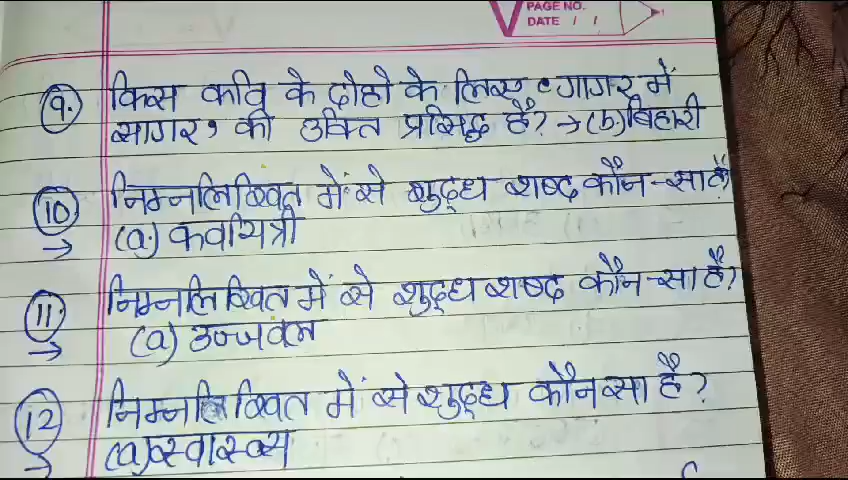 PAGE NO.
DATE / /
9. किस कवि के दोहो के लिए 'गागर में
सागर' की उक्ति प्रसिद्ध है? → (b) बिहारी
10 निम्नलिखित में से शुद्ध शब्द कौन-सा है
→ (a) कवयित्री
11. निम्नलिखित में से शुद्ध शब्द कौन-सा है?
→ (a) उज्जवल
12 निम्नलिखित में से शुद्ध कौन सा है?
→ (a) स्वास्थ्य